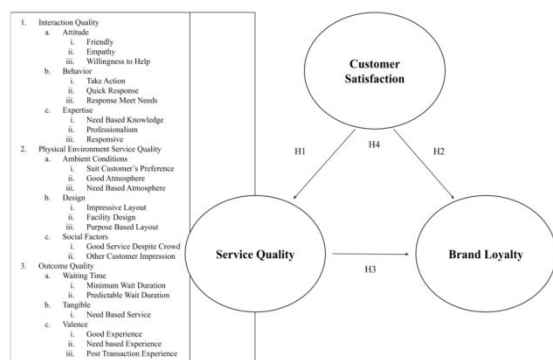 1. Interaction Quality
a. Attitude
i. Friendly
ii. Empathy
iii. Willingness to Help
b. Behavior
i. Take Action
ii. Quick Response
iii. Response Meet Needs
c. Expertise
i. Need Based Knowledge
ii. Professionalism
iii. Responsive
2. Physical Environment Service Quality
a. Ambient Conditions
i. Suit Customer's Preference
ii. Good Atmosphere
iii. Need Based Atmosphere
b. Design
i. Impressive Layout
ii. Facility Design
iii. Purpose Based Layout
c. Social Factors
i. Good Service Despite Crowd
ii. Other Customer Impression
3. Outcome Quality
a. Waiting Time
i. Minimum Wait Duration
ii. Predictable Wait Duration
b. Tangible
i. Need Based Service
c. Valence
i. Good Experience
ii. Need based Experience
iii. Post Transaction Experience
Customer
Satisfaction
H1
H4
H2
Service Quality
H3
Brand Loyalty